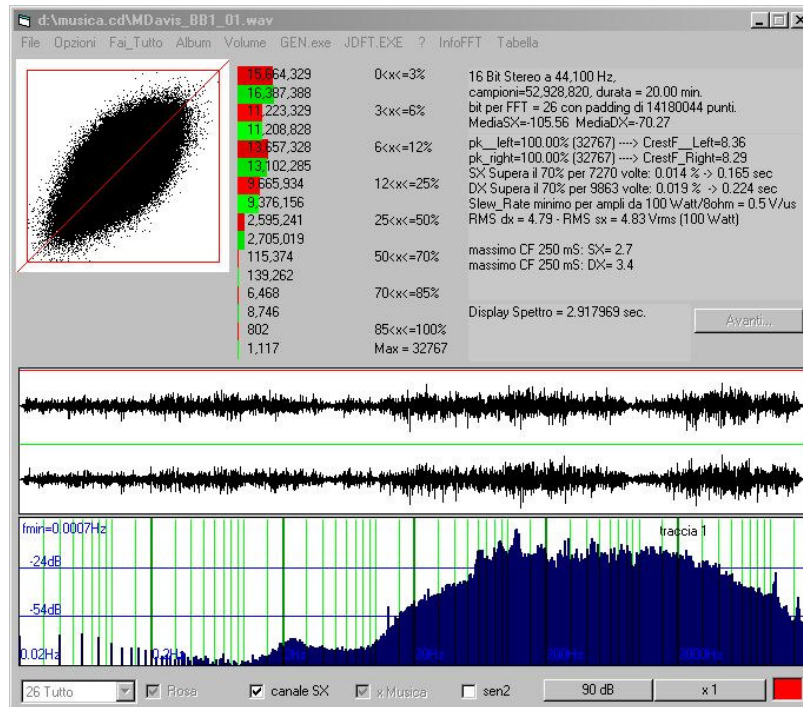 d:\musica.cd\MDavis_BB1_01.wav
File Opzioni Fai_Tutto Album Volume GEN.exe JDFT.EXE ? InfoFFT Tabella
15,664,329 0<x<=3%
16,387,388
11,223,329 3<x<=6%
11,208,828
13,657,328 6<x<=12%
13,102,285
9,665,934 12<x<=25%
9,376,156
2,595,241 25<x<=50%
2,705,019
115,374 50<x<=70%
139,262
6,468 70<x<=85%
8,746
802 85<x<=100%
1,117 Max = 32767
16 Bit Stereo a 44,100 Hz,
campioni=52,928,820, durata = 20.00 min.
bit per FFT = 26 con padding di 14180044 punti.
MediaSX=-105.56 MediaDX=-70.27
pk__left=100.00% (32767) ----> CrestF__Left=8.36
pk_right=100.00% (32767) ----> CrestF_Right=8.29
SX Supera il 70% per 7270 volte: 0.014 % -> 0.165 sec
DX Supera il 70% per 9863 volte: 0.019 % -> 0.224 sec
Slew_Rate minimo per ampli da 100 Watt/8ohm = 0.5 V/us
RMS dx = 4.79 - RMS sx = 4.83 Vrms (100 Watt)
massimo CF 250 mS: SX= 2.7
massimo CF 250 mS: DX= 3.4
Display Spettro = 2.917969 sec.
Avanti...
fmin=0.0007Hz
traccia 1
-24dB
-54dB
0.02Hz 0.2Hz 2Hz 20Hz 200Hz 2000Hz
26 Tutto Rosa canale SX x Musica sen2 90 dB x 1